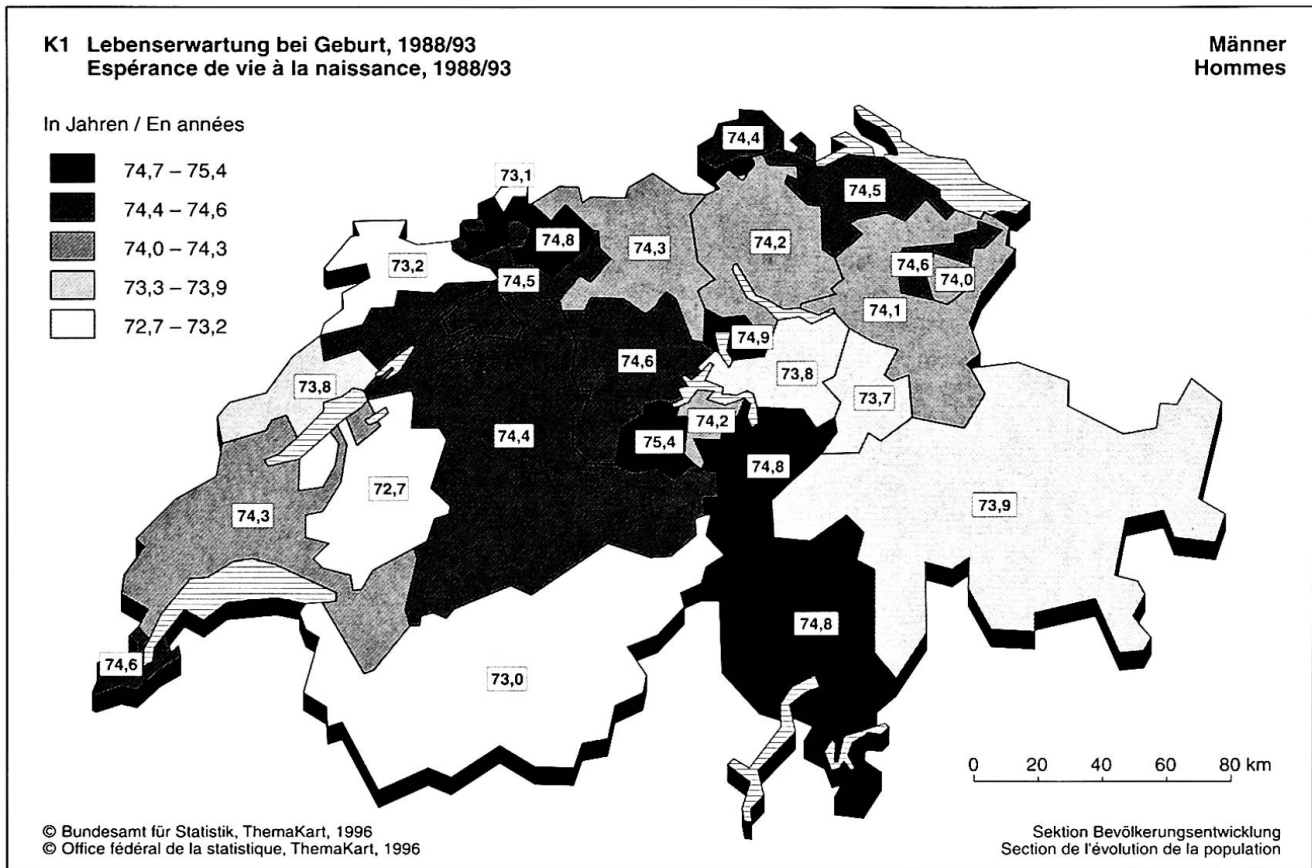 K1 Lebenserwartung bei Geburt, 1988/93
Espérance de vie à la naissance, 1988/93
Männer
Hommes
In Jahren / En années
74,7 – 75,4
74,4 – 74,6
74,0 – 74,3
73,3 – 73,9
72,7 – 73,2
74,4
73,1
74,5
74,8
74,3
74,2
73,2
74,6
74,0
74,5
74,1
74,9
74,6
73,8
73,8
73,7
74,2
74,4
75,4
74,8
72,7
73,9
74,3
74,8
74,6
73,0
0 20 40 60 80 km
© Bundesamt für Statistik, ThemaKart, 1996
© Office fédéral de la statistique, ThemaKart, 1996
Sektion Bevölkerungsentwicklung
Section de l'évolution de la population